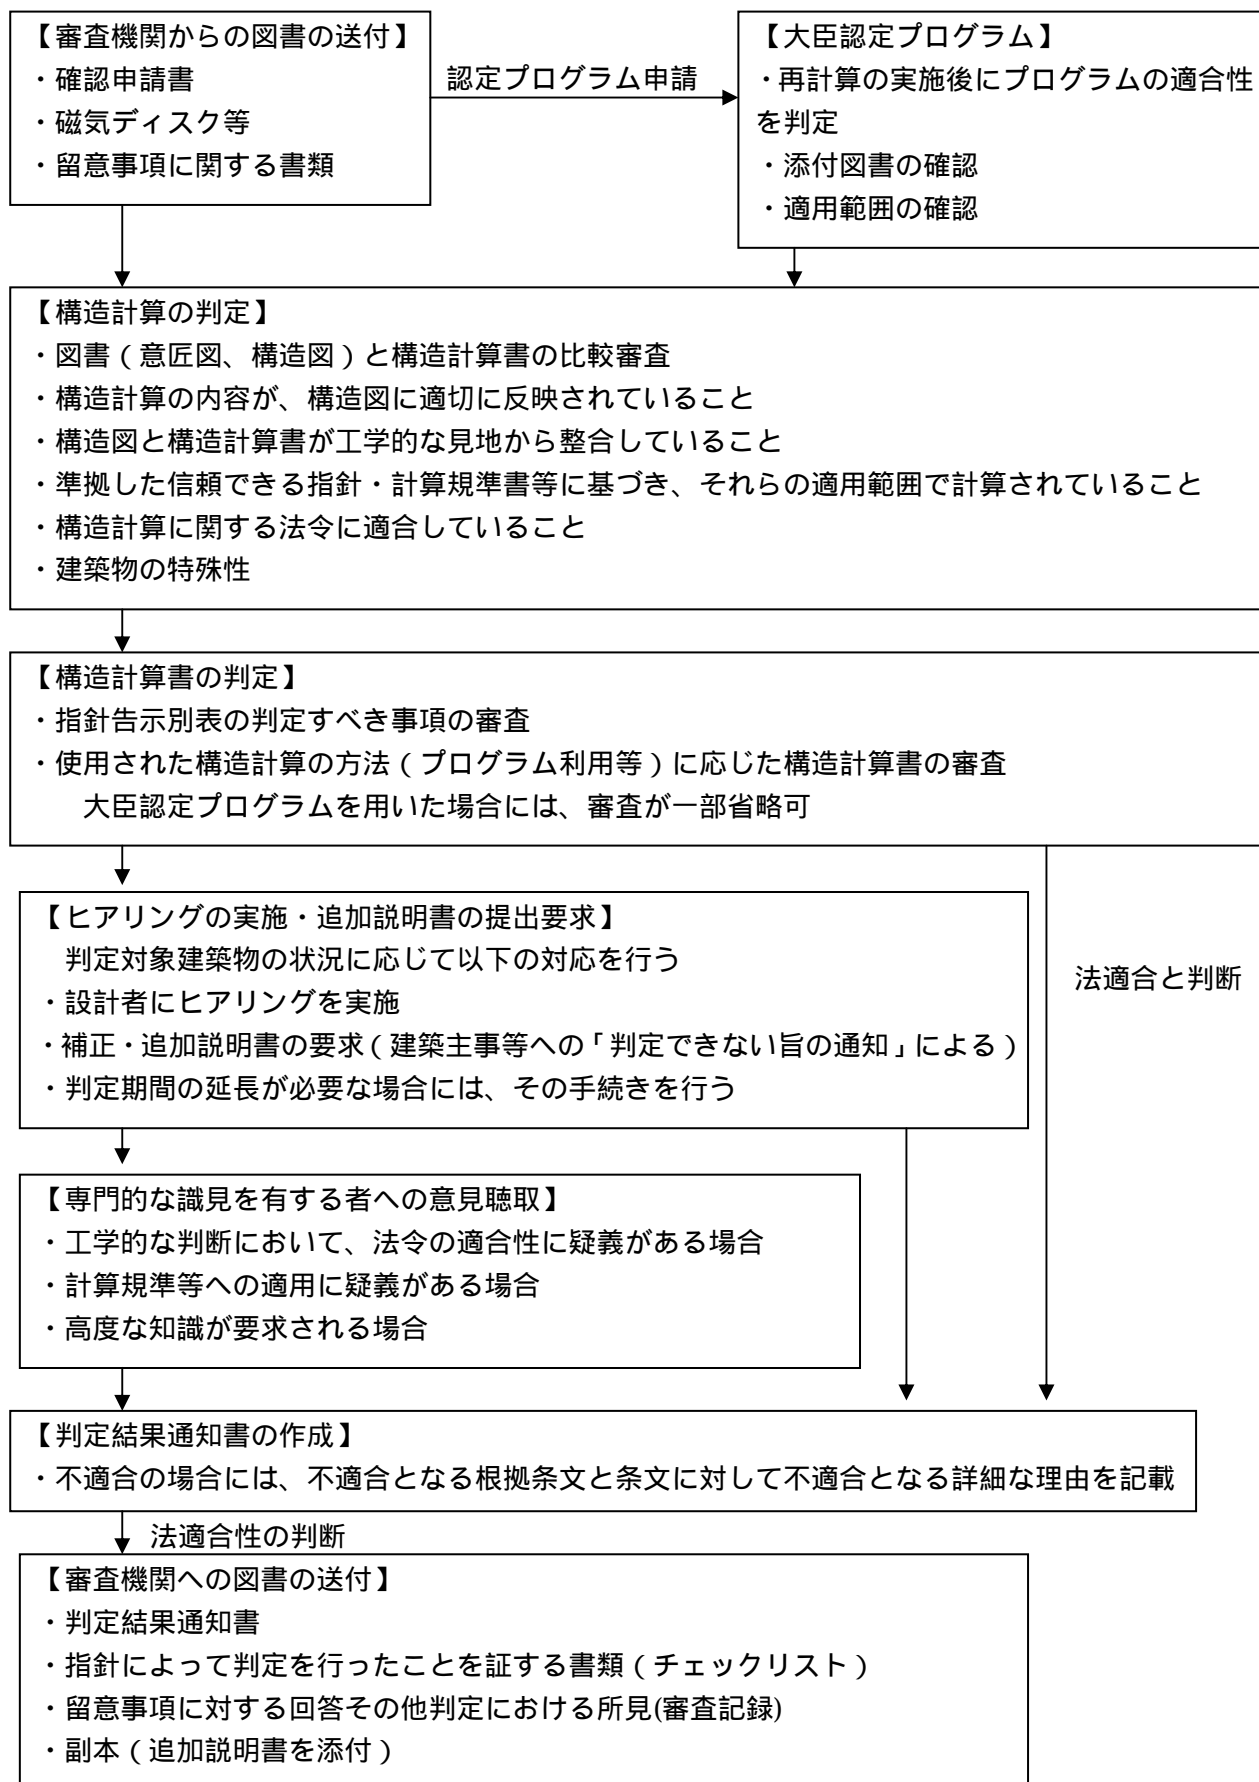 【審査機関からの図書の送付】
・確認申請書
・磁気ディスク等
・留意事項に関する書類
認定プログラム申請
【大臣認定プログラム】
・再計算の実施後にプログラムの適合性
を判定
・添付図書の確認
・適用範囲の確認
【構造計算の判定】
・図書(意匠図、構造図)と構造計算書の比較審査
・構造計算の内容が、構造図に適切に反映されていること
・構造図と構造計算書が工学的な見地から整合していること
・準拠した信頼できる指針・計算規準書等に基づき、それらの適用範囲で計算されていること
・構造計算に関する法令に適合していること
・建築物の特殊性
【構造計算書の判定】
・指針告示別表の判定すべき事項の審査
・使用された構造計算の方法(プログラム利用等)に応じた構造計算書の審査
大臣認定プログラムを用いた場合には、審査が一部省略可
【ヒアリングの実施・追加説明書の提出要求】
判定対象建築物の状況に応じて以下の対応を行う
・設計者にヒアリングを実施
・補正・追加説明書の要求(建築主事等への「判定できない旨の通知」による)
・判定期間の延長が必要な場合には、その手続きを行う
法適合と判断
【専門的な識見を有する者への意見聴取】
・工学的な判断において、法令の適合性に疑義がある場合
・計算規準等への適用に疑義がある場合
・高度な知識が要求される場合
【判定結果通知書の作成】
・不適合の場合には、不適合となる根拠条文と条文に対して不適合となる詳細な理由を記載
法適合性の判断
【審査機関への図書の送付】
・判定結果通知書
・指針によって判定を行ったことを証する書類(チェックリスト)
・留意事項に対する回答その他判定における所見(審査記録)
・副本(追加説明書を添付)